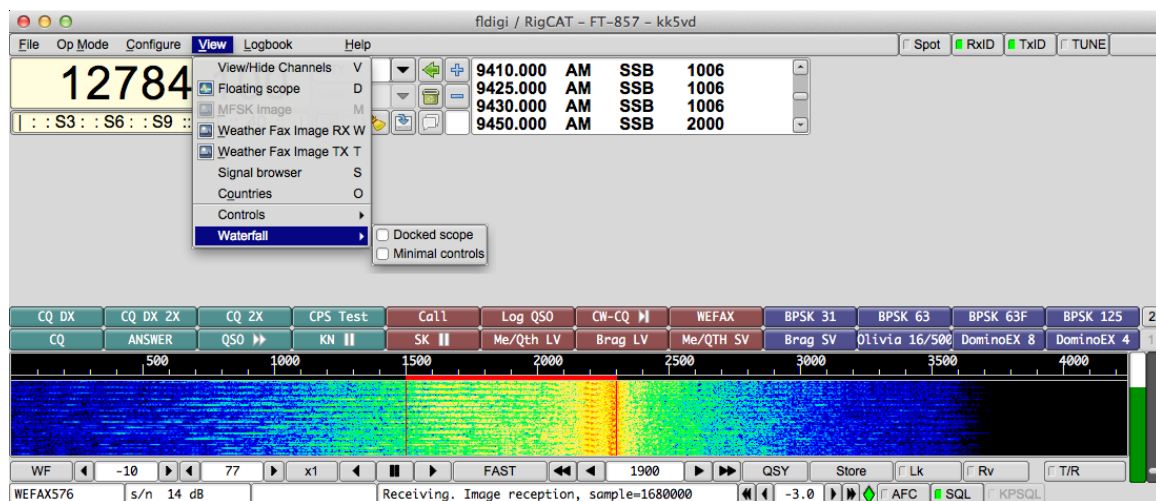 fldigi / RigCAT - FT-857 - kk5vd
File Op Mode Configure View Logbook Help Spot RxID TxID TUNE
12784
| : : S3 : : S6 : : S9 ::
9410.000 AM SSB 1006
9425.000 AM SSB 1006
9430.000 AM SSB 1006
9450.000 AM SSB 2000
View/Hide Channels V
Floating scope D
MFSK Image M
Weather Fax Image RX W
Weather Fax Image TX T
Signal browser S
Countries O
Controls
Waterfall
Docked scope
Minimal controls
CQ DX CQ DX 2X CQ 2X CPS Test Call Log QSO CW-CQ WEFAX BPSK 31 BPSK 63 BPSK 63F BPSK 125 2
CQ ANSWER QSO KN SK Me/Qth LV Brag LV Me/QTH SV Brag SV Olivia 16/500 DominoEX 8 DominoEX 4 1
500 1000 1500 2000 2500 3000 3500 4000
WF -10 77 x1 FAST 1900 QSY Store Lk Rv T/R
WEFAX576 s/n 14 dB Receiving. Image reception, sample=1680000 -3.0 AFC SQL KPSQL